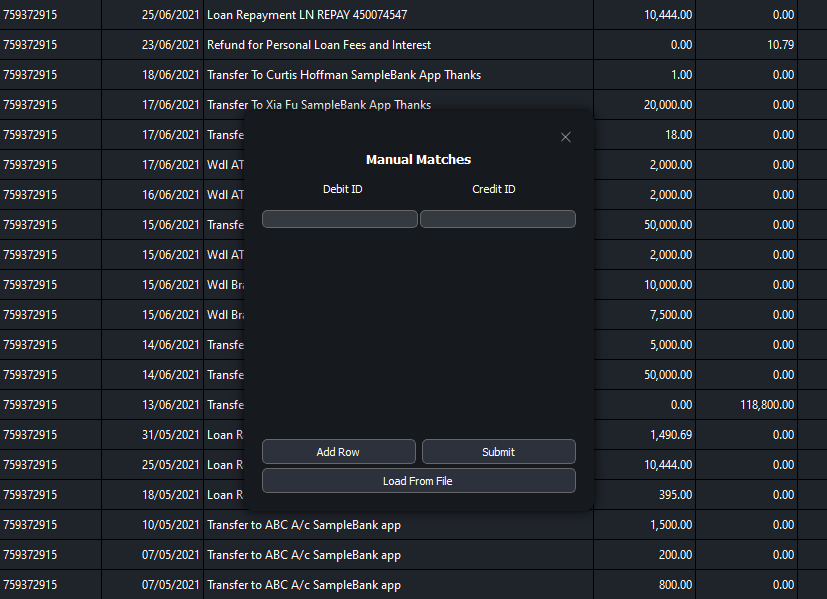 759372915 25/06/2021 Loan Repayment LN REPAY 450074547 10,444.00 0.00
759372915 23/06/2021 Refund for Personal Loan Fees and Interest 0.00 10.79
759372915 18/06/2021 Transfer To Curtis Hoffman SampleBank App Thanks 1.00 0.00
759372915 17/06/2021 Transfer To Xia Fu SampleBank App Thanks 20,000.00 0.00
759372915 17/06/2021 Transfe 18.00 0.00
Manual Matches
759372915 17/06/2021 Wdl AT 2,000.00 0.00
Debit ID Credit ID
759372915 16/06/2021 Wdl AT 2,000.00 0.00
759372915 15/06/2021 Transfe 50,000.00 0.00
759372915 15/06/2021 Wdl AT 2,000.00 0.00
759372915 15/06/2021 Wdl Bra 10,000.00 0.00
759372915 15/06/2021 Wdl Bra 7,500.00 0.00
759372915 14/06/2021 Transfe 5,000.00 0.00
759372915 14/06/2021 Transfe 50,000.00 0.00
759372915 13/06/2021 Transfe 0.00 118,800.00
759372915 31/05/2021 Loan R 1,490.69 0.00
Add Row Submit
759372915 25/05/2021 Loan R 10,444.00 0.00
Load From File
759372915 18/05/2021 Loan R 395.00 0.00
759372915 10/05/2021 Transfer to ABC A/c SampleBank app 1,500.00 0.00
759372915 07/05/2021 Transfer to ABC A/c SampleBank app 200.00 0.00
759372915 07/05/2021 Transfer to ABC A/c SampleBank app 800.00 0.00